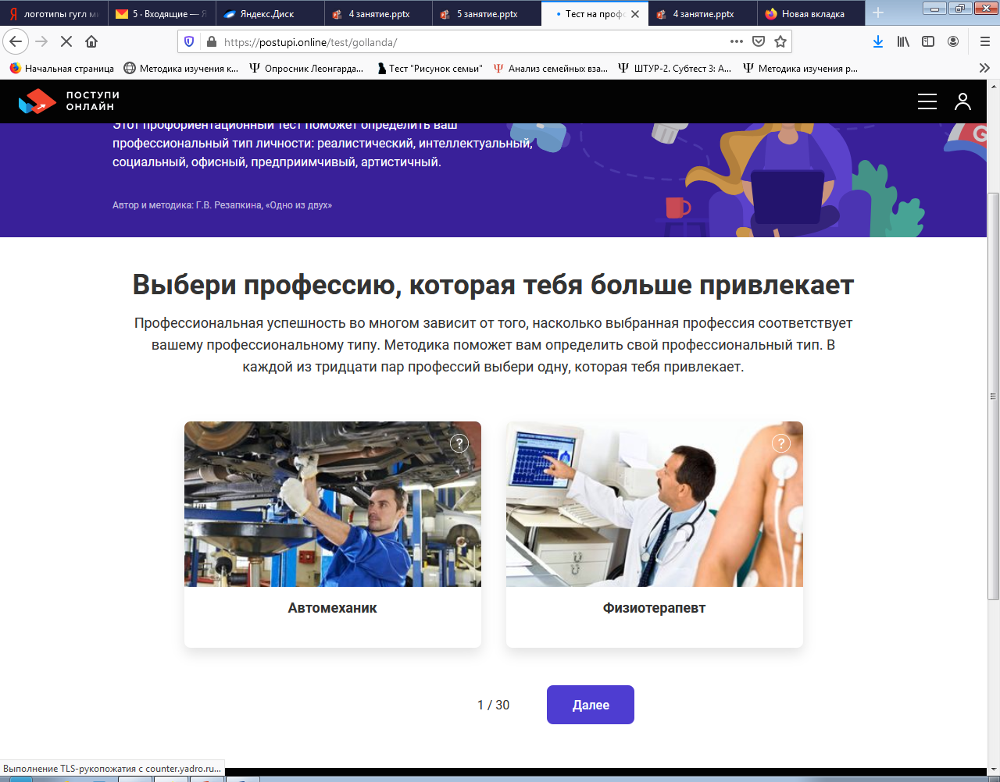 логотипы гугл ми
5 · Входящие — Я
Яндекс.Диск
4 занятие.pptx
5 занятие.pptx
Тест на проф
4 занятие.pptx
Новая вкладка
https://postupi.online/test/gollanda/
Начальная страница
Методика изучения к...
Опросник Леонгарда...
Тест "Рисунок семьи"
Анализ семейных вза...
ШТУР-2. Субтест 3: А...
Методика изучения р...
ПОСТУПИ
ОНЛАЙН
Этот профориентационный тест поможет определить ваш
профессиональный тип личности: реалистический, интеллектуальный,
социальный, офисный, предприимчивый, артистичный.
Автор и методика: Г.В. Резапкина, «Одно из двух»
Выбери профессию, которая тебя больше привлекает
Профессиональная успешность во многом зависит от того, насколько выбранная профессия соответствует
вашему профессиональному типу. Методика поможет вам определить свой профессиональный тип. В
каждой из тридцати пар профессий выбери одну, которая тебя привлекает.
?
?
Автомеханик
Физиотерапевт
1 / 30
Далее
Выполнение TLS-рукопожатия с counter.yadro.ru...